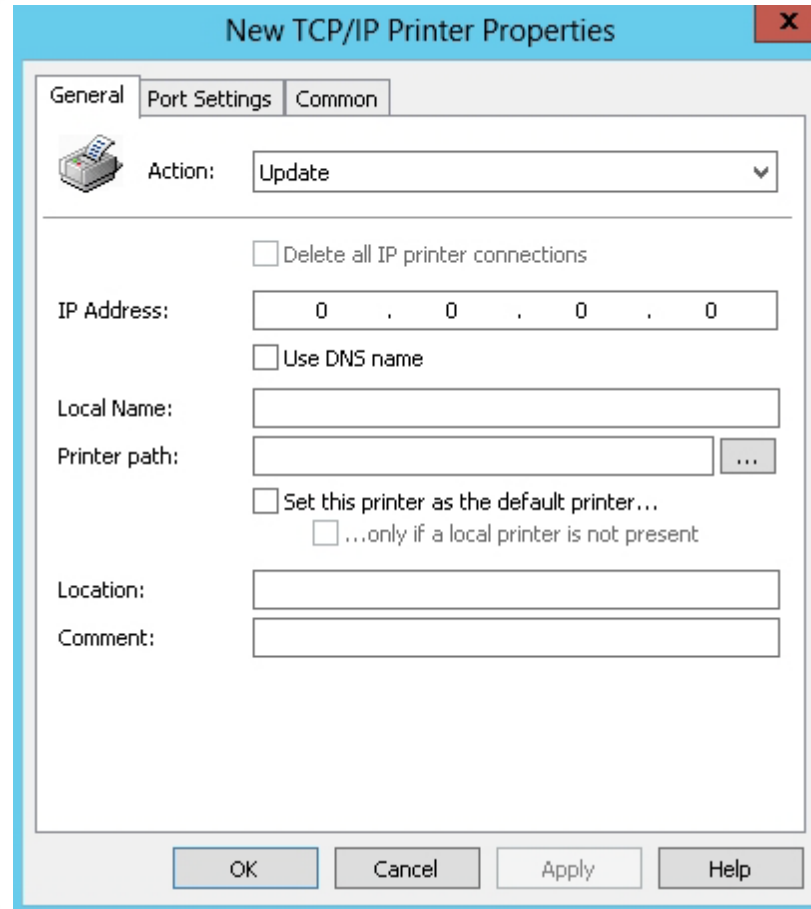 New TCP/IP Printer Properties
x
General Port Settings Common
Action: Update
Delete all IP printer connections
IP Address: 0 . 0 . 0 . 0
Use DNS name
Local Name:
Printer path: ...
Set this printer as the default printer...
...only if a local printer is not present
Location:
Comment:
OK Cancel Apply Help